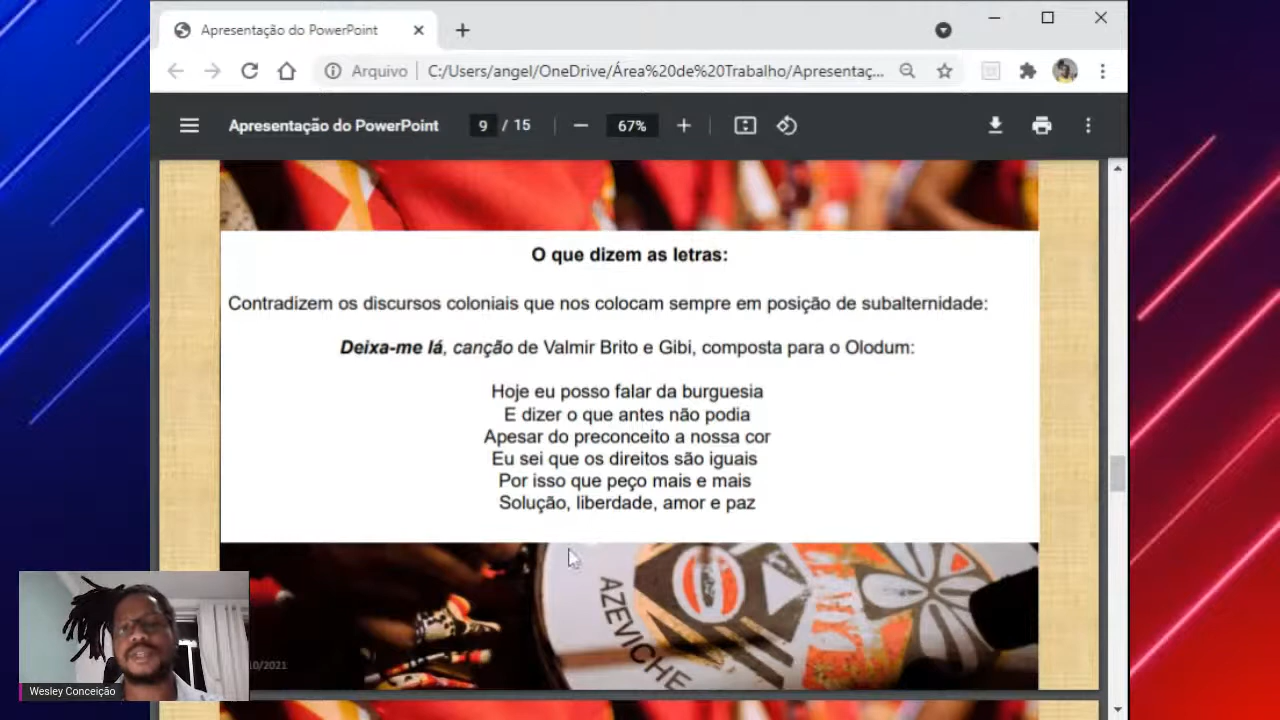 Apresentação do PowerPoint
Arquivo
C:/Users/angel/OneDrive/Área%20de%20Trabalho/Apresentaç...
Apresentação do PowerPoint
9 / 15
67%
O que dizem as letras:
Contradizem os discursos coloniais que nos colocam sempre em posição de subalternidade:
Deixa-me lá, canção de Valmir Brito e Gibi, composta para o Olodum:
Hoje eu posso falar da burguesia
E dizer o que antes não podia
Apesar do preconceito a nossa cor
Eu sei que os direitos são iguais
Por isso que peço mais e mais
Solução, liberdade, amor e paz
AZEVICHE
10/2021
Wesley Conceição